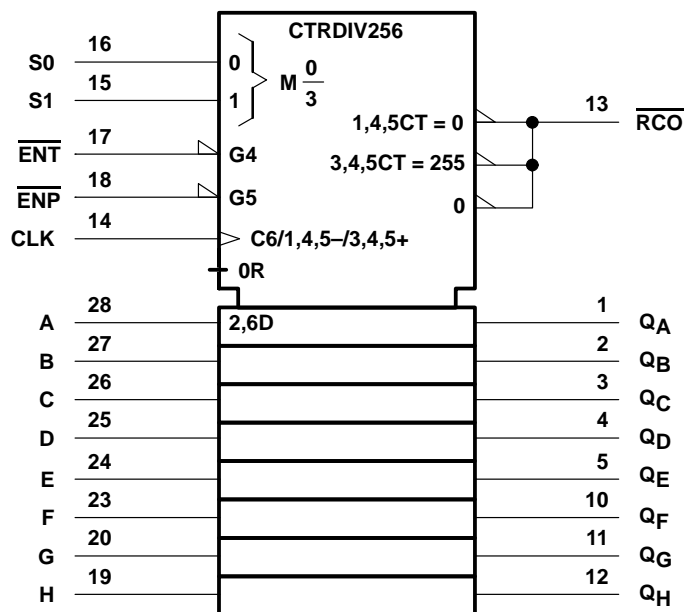 CTRDIV256
S0 16 0 M 0/3
S1 15 1
1,4,5CT = 0 13 R̅C̅O̅
E̅N̅T̅ 17 G4 3,4,5CT = 255
E̅N̅P̅ 18 G5 0
CLK 14 C6/1,4,5–/3,4,5+
0R
A 28 2,6D 1 QA
B 27 2 QB
C 26 3 QC
D 25 4 QD
E 24 5 QE
F 23 10 QF
G 20 11 QG
H 19 12 QH